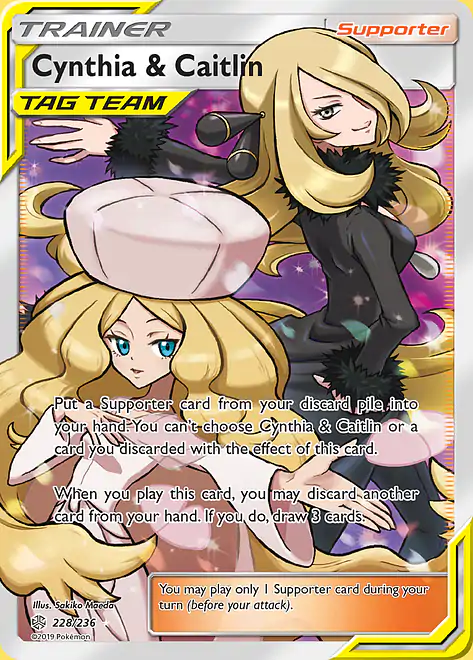 TRAINER
Supporter
Cynthia & Caitlin
TAG TEAM
Put a Supporter card from your discard pile into
your hand. You can't choose Cynthia & Caitlin or a
card you discarded with the effect of this card.
When you play this card, you may discard another
card from your hand. If you do, draw 3 cards.
You may play only 1 Supporter card during your
turn (before your attack).
Illus. Sakiko Maeda
228/236
©2019 Pokémon